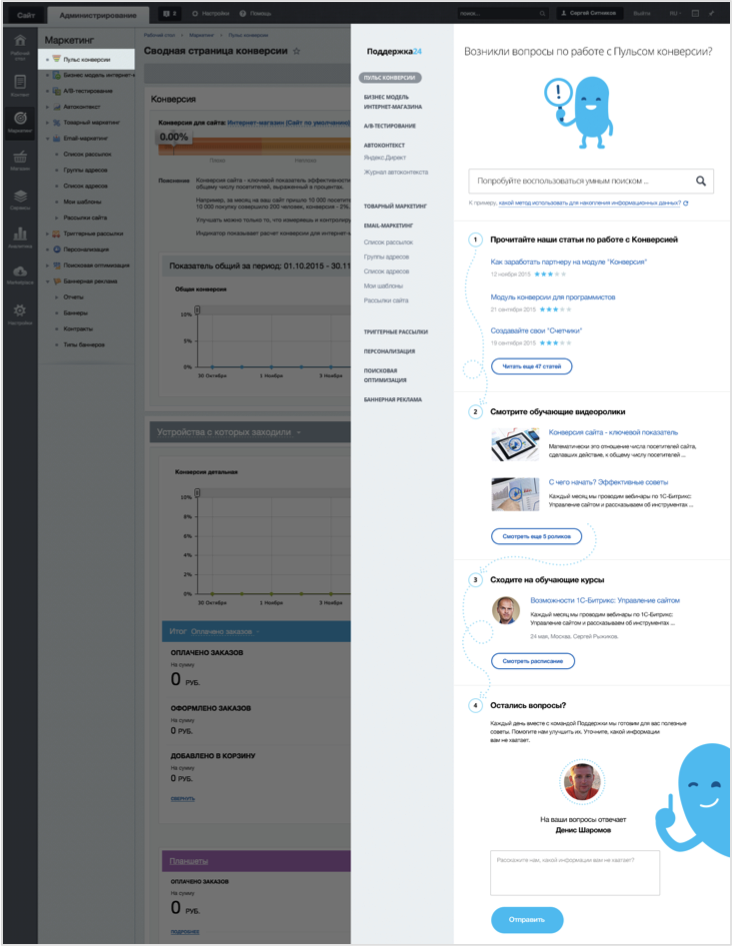 Сайт
Администрирование
Настройки
Помощь
поиск...
Сергей Ситников
Выйти
RU
Рабочий стол
Контент
Маркетинг
Магазин
Сервисы
Аналитика
Marketplace
Настройки
Маркетинг
Пульс конверсии
Бизнес модель интернет-м
A/B-тестирование
Автоконтекст
Товарный маркетинг
Email-маркетинг
Список рассылок
Группы адресов
Список адресов
Мои шаблоны
Рассылки сайта
Триггерные рассылки
Персонализация
Поисковая оптимизация
Баннерная реклама
Отчеты
Баннеры
Контракты
Типы баннеров
Рабочий стол > Маркетинг > Пульс конверсии
Сводная страница конверсии
Конверсия
Конверсия для сайта: Интернет-магазин (Сайт по умолчанию)
0.00%
Плохо
Неплохо
Пояснение
Конверсия сайта - ключевой показатель эффективности
общему числу посетителей, выраженный в процентах.
Например, за месяц на ваш сайт пришло 10 000 посетител
10 000 покупку совершило 200 человек, конверсия - 2%.
Улучшать можно только то, что измеряешь и контролиру
Индикатор показывает расчет конверсии для интернет-м
Показатель общий за период: 01.10.2015 - 30.11
Общая конверсия
10%
5%
0%
30 Октября
1 Ноября
3 Ноября
Устройства с которых заходили
Конверсия детальная
10%
8%
6%
4%
2%
0%
30 Октября
1 Ноября
3 Ноября
Итог Оплачено заказов
ОПЛАЧЕНО ЗАКАЗОВ
На сумму
0 РУБ.
ОФОРМЛЕНО ЗАКАЗОВ
На сумму
0 РУБ.
ДОБАВЛЕНО В КОРЗИНУ
На сумму
0 РУБ.
свернуть
Планшеты
ОПЛАЧЕНО ЗАКАЗОВ
На сумму
0 РУБ.
подробнее
Поддержка24
ПУЛЬС КОНВЕРСИИ
БИЗНЕС МОДЕЛЬ
ИНТЕРНЕТ-МАГАЗИНА
А/В-ТЕСТИРОВАНИЕ
АВТОКОНТЕКСТ
Яндекс.Директ
Журнал автоконтекста
ТОВАРНЫЙ МАРКЕТИНГ
EMAIL-МАРКЕТИНГ
Список рассылок
Группы адресов
Список адресов
Мои шаблоны
Рассылки сайта
ТРИГГЕРНЫЕ РАССЫЛКИ
ПЕРСОНАЛИЗАЦИЯ
ПОИСКОВАЯ
ОПТИМИЗАЦИЯ
БАННЕРНАЯ РЕКЛАМА
Возникли вопросы по работе с Пульсом конверсии?
!
Попробуйте воспользоваться умным поиском ...
К примеру, какой метод использовать для накопления информационных данных?
1
Прочитайте наши статьи по работе с Конверсией
Как заработать партнеру на модуле "Конверсия"
12 ноября 2015
Модуль конверсии для программистов
21 сентября 2015
Создавайте свои "Счетчики"
18 сентября 2015
Читать еще 47 статей
2
Смотрите обучающие видеоролики
Конверсия сайта - ключевой показатель
Математически это отношение числа посетителей сайта,
сделавших действие, к общему числу посетителей ...
С чего начать? Эффективные советы
Каждый месяц мы проводим вебинары по 1С-Битрикс:
Управление сайтом и рассказываем об инструментах ...
Смотреть еще 5 роликов
3
Сходите на обучающие курсы
Возможности 1С-Битрикс: Управление сайтом
Каждый месяц мы проводим вебинары по 1С-Битрикс:
Управление сайтом и рассказываем об инструментах ...
24 мая, Москва. Сергей Рыжиков.
Смотреть расписание
4
Остались вопросы?
Каждый день вместе с командой Поддержки мы готовим для вас полезные
советы. Помогите нам улучшить их. Уточните, какой информации
вам не хватает.
На ваши вопросы отвечает
Денис Шаромов
Расскажите нам, какой информации вам не хватает?
Отправить